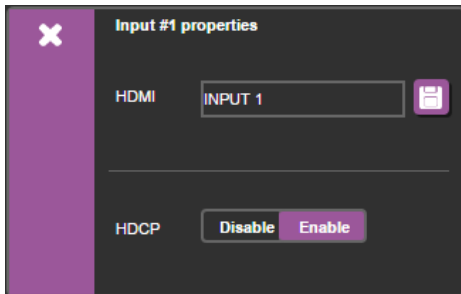 Input #1 properties
HDMI INPUT 1
HDCP Disable Enable